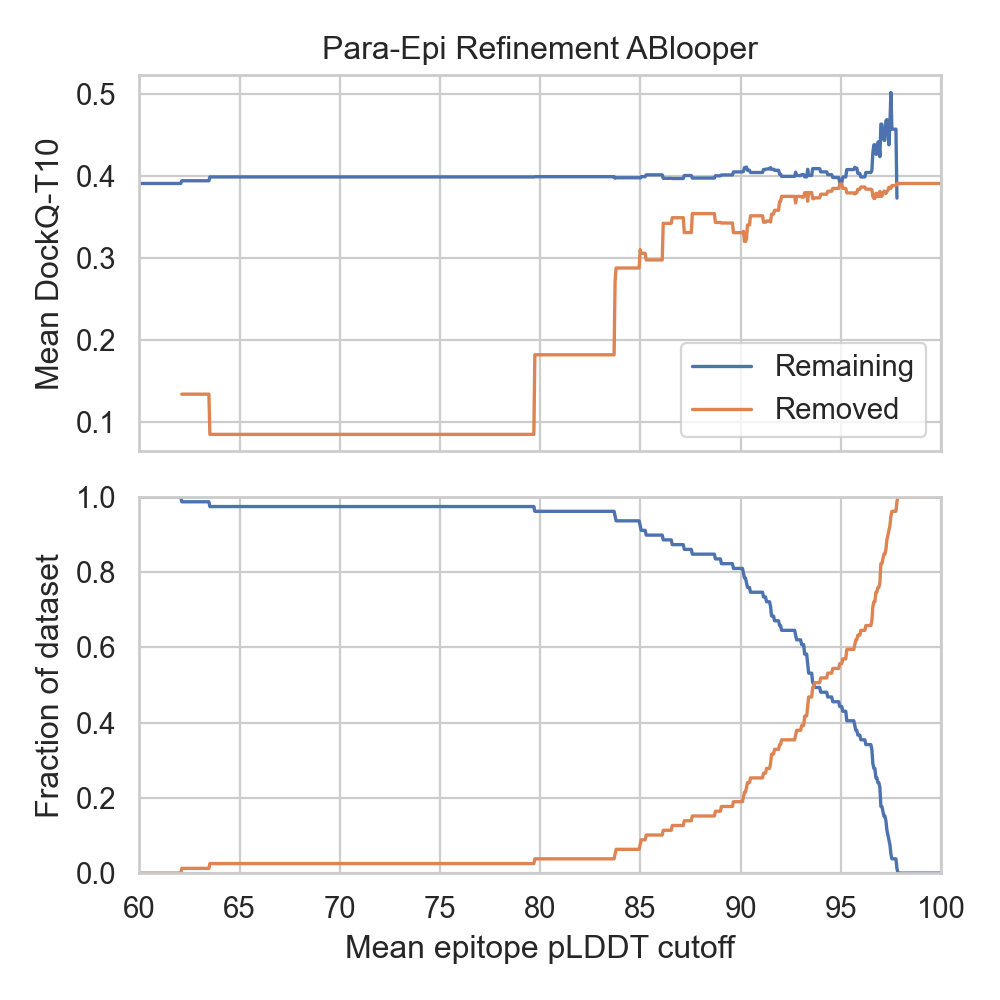 Para-Epi Refinement ABlooper
Mean DockQ-T10
0.5
0.4
0.3
0.2
0.1
Remaining
Removed
Fraction of dataset
1.0
0.8
0.6
0.4
0.2
0.0
60 65 70 75 80 85 90 95 100
Mean epitope pLDDT cutoff